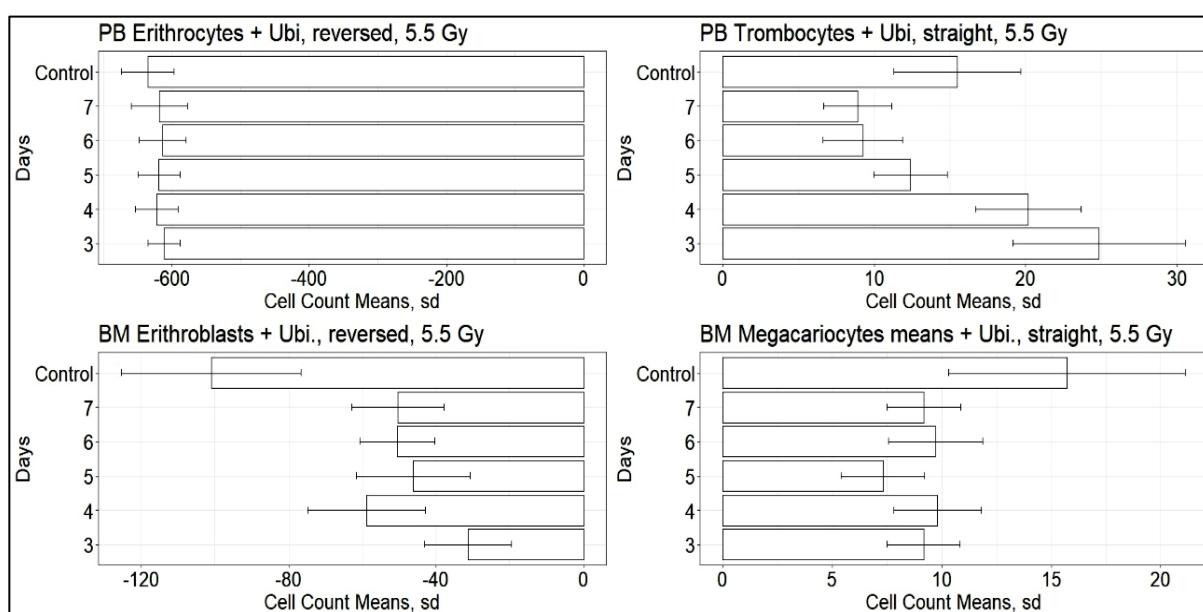 PB Erithrocytes + Ubi, reversed, 5.5 Gy
Days
Control
7
6
5
4
3
-600
-400
-200
0
Cell Count Means, sd
PB Trombocytes + Ubi, straight, 5.5 Gy
Days
Control
7
6
5
4
3
0
10
20
30
Cell Count Means, sd
BM Erithroblasts + Ubi., reversed, 5.5 Gy
Days
Control
7
6
5
4
3
-120
-80
-40
0
Cell Count Means, sd
BM Megacariocytes means + Ubi., straight, 5.5 Gy
Days
Control
7
6
5
4
3
0
5
10
15
20
Cell Count Means, sd